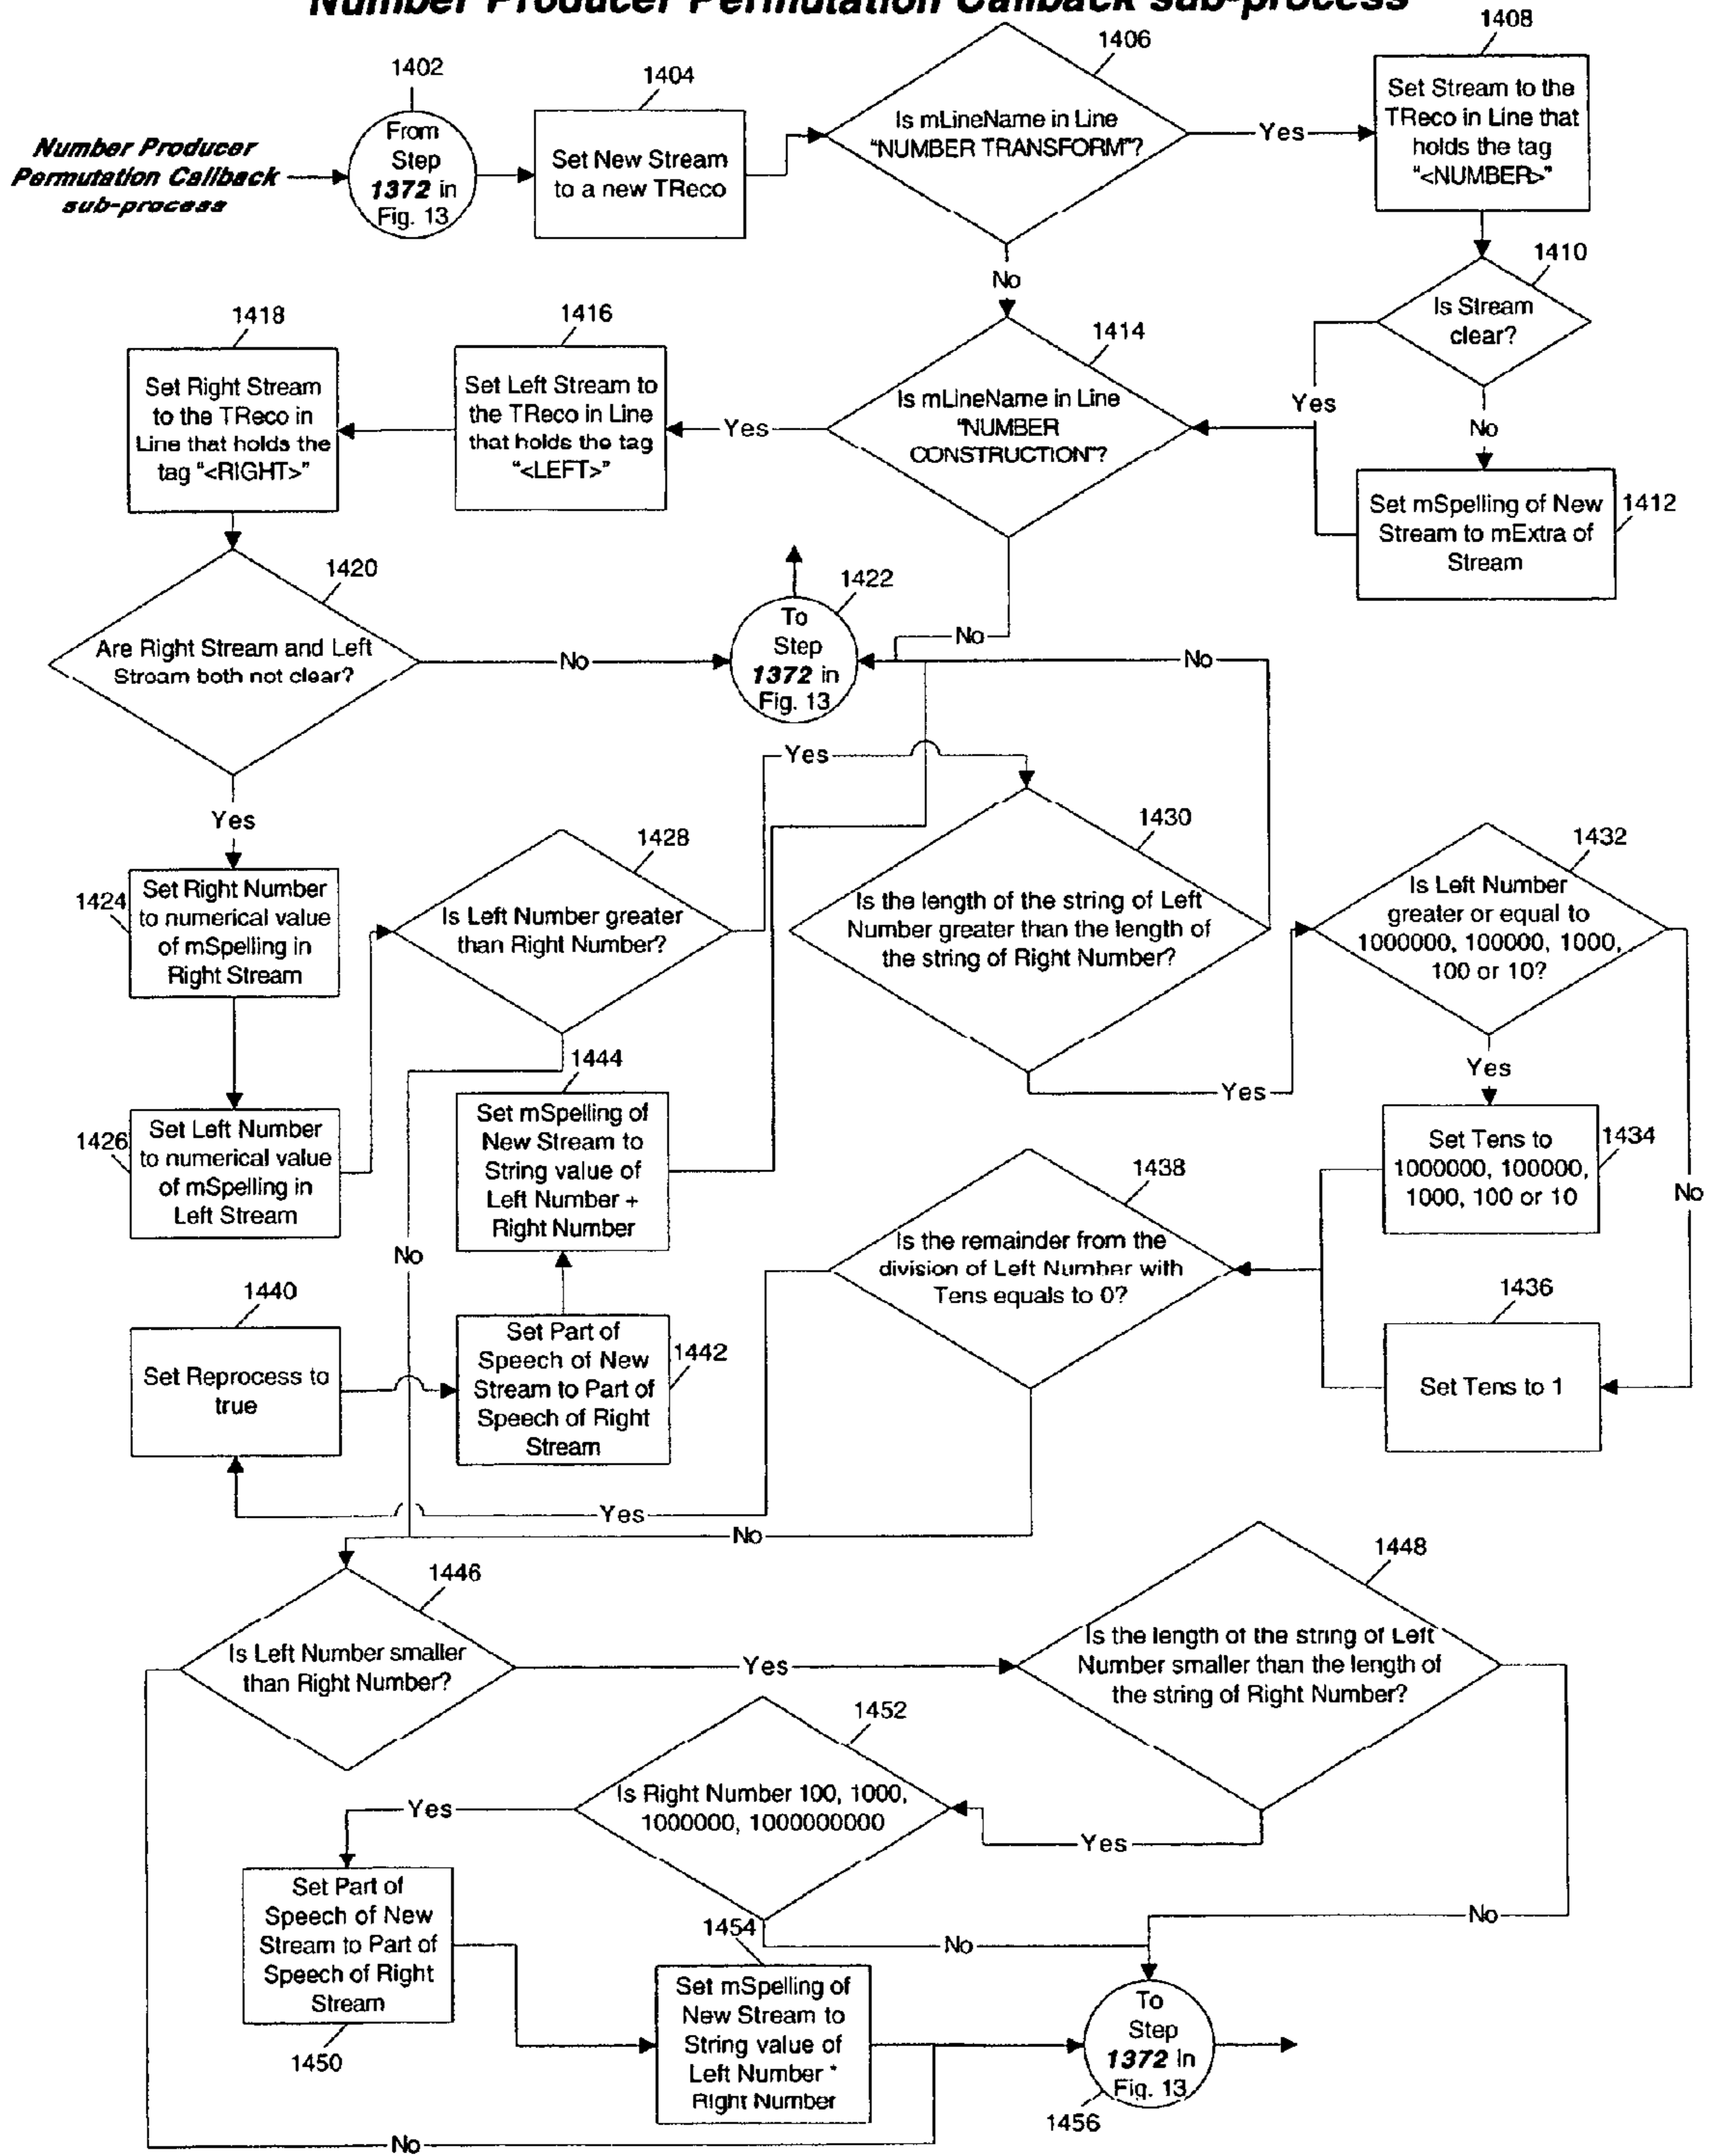 Number Producer Permutation Callback sub-process
Number Producer
Permutation Callback
sub-process
1402
From
Step
1372 in
Fig. 13
1404
Set New Stream
to a new TReco
1406
Is mLineName in Line
"NUMBER TRANSFORM"?
Yes
No
1408
Set Stream to the
TReco in Line that
holds the tag
"<NUMBER>"
1410
Is Stream
clear?
Yes
No
1412
Set mSpelling of New
Stream to mExtra of
Stream
1414
Is mLineName in Line
"NUMBER
CONSTRUCTION"?
Yes
No
1416
Set Left Stream to
the TReco in Line
that holds the tag
"<LEFT>"
1418
Set Right Stream
to the TReco in
Line that holds the
tag "<RIGHT>"
1420
Are Right Stream and Left
Stream both not clear?
No
Yes
1422
To
Step
1372 in
Fig. 13
1424
Set Right Number
to numerical value
of mSpelling in
Right Stream
1426
Set Left Number
to numerical value
of mSpelling in
Left Stream
1428
Is Left Number greater
than Right Number?
Yes
No
1430
Is the length of the string of Left
Number greater than the length of
the string of Right Number?
No
Yes
1432
Is Left Number
greater or equal to
1000000, 100000, 1000,
100 or 10?
Yes
No
1434
Set Tens to
1000000, 100000,
1000, 100 or 10
1436
Set Tens to 1
1438
Is the remainder from the
division of Left Number with
Tens equals to 0?
Yes
No
1440
Set Reprocess to
true
1442
Set Part of
Speech of New
Stream to Part of
Speech of Right
Stream
1444
Set mSpelling of
New Stream to
String value of
Left Number +
Right Number
1446
Is Left Number smaller
than Right Number?
Yes
No
1448
Is the length of the string of Left
Number smaller than the length of
the string of Right Number?
Yes
No
1452
Is Right Number 100, 1000,
1000000, 1000000000
Yes
No
Set Part of
Speech of New
Stream to Part of
Speech of Right
Stream
1450
1454
Set mSpelling of
New Stream to
String value of
Left Number *
Right Number
To
Step
1372 in
Fig. 13
1456